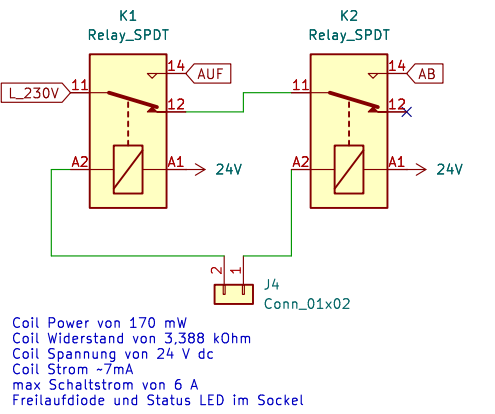 K1
Relay_SPDT
K2
Relay_SPDT
14
AUF
14
AB
L_230V
11
12
11
12
A2
A1
24V
A2
A1
24V
2
1
J4
Conn_01x02
Coil Power von 170 mW
Coil Widerstand von 3,388 kOhm
Coil Spannung von 24 V dc
Coil Strom ~7mA
max Schaltstrom von 6 A
Freilaufdiode und Status LED im Sockel